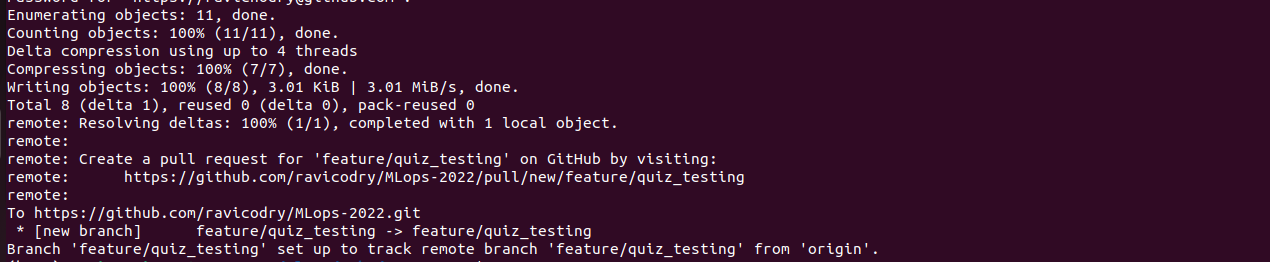 Enumerating objects: 11, done.
Counting objects: 100% (11/11), done.
Delta compression using up to 4 threads
Compressing objects: 100% (7/7), done.
Writing objects: 100% (8/8), 3.01 KiB | 3.01 MiB/s, done.
Total 8 (delta 1), reused 0 (delta 0), pack-reused 0
remote: Resolving deltas: 100% (1/1), completed with 1 local object.
remote:
remote: Create a pull request for 'feature/quiz_testing' on GitHub by visiting:
remote:      https://github.com/ravicodry/MLops-2022/pull/new/feature/quiz_testing
remote:
To https://github.com/ravicodry/MLops-2022.git
 * [new branch]      feature/quiz_testing -> feature/quiz_testing
Branch 'feature/quiz_testing' set up to track remote branch 'feature/quiz_testing' from 'origin'.